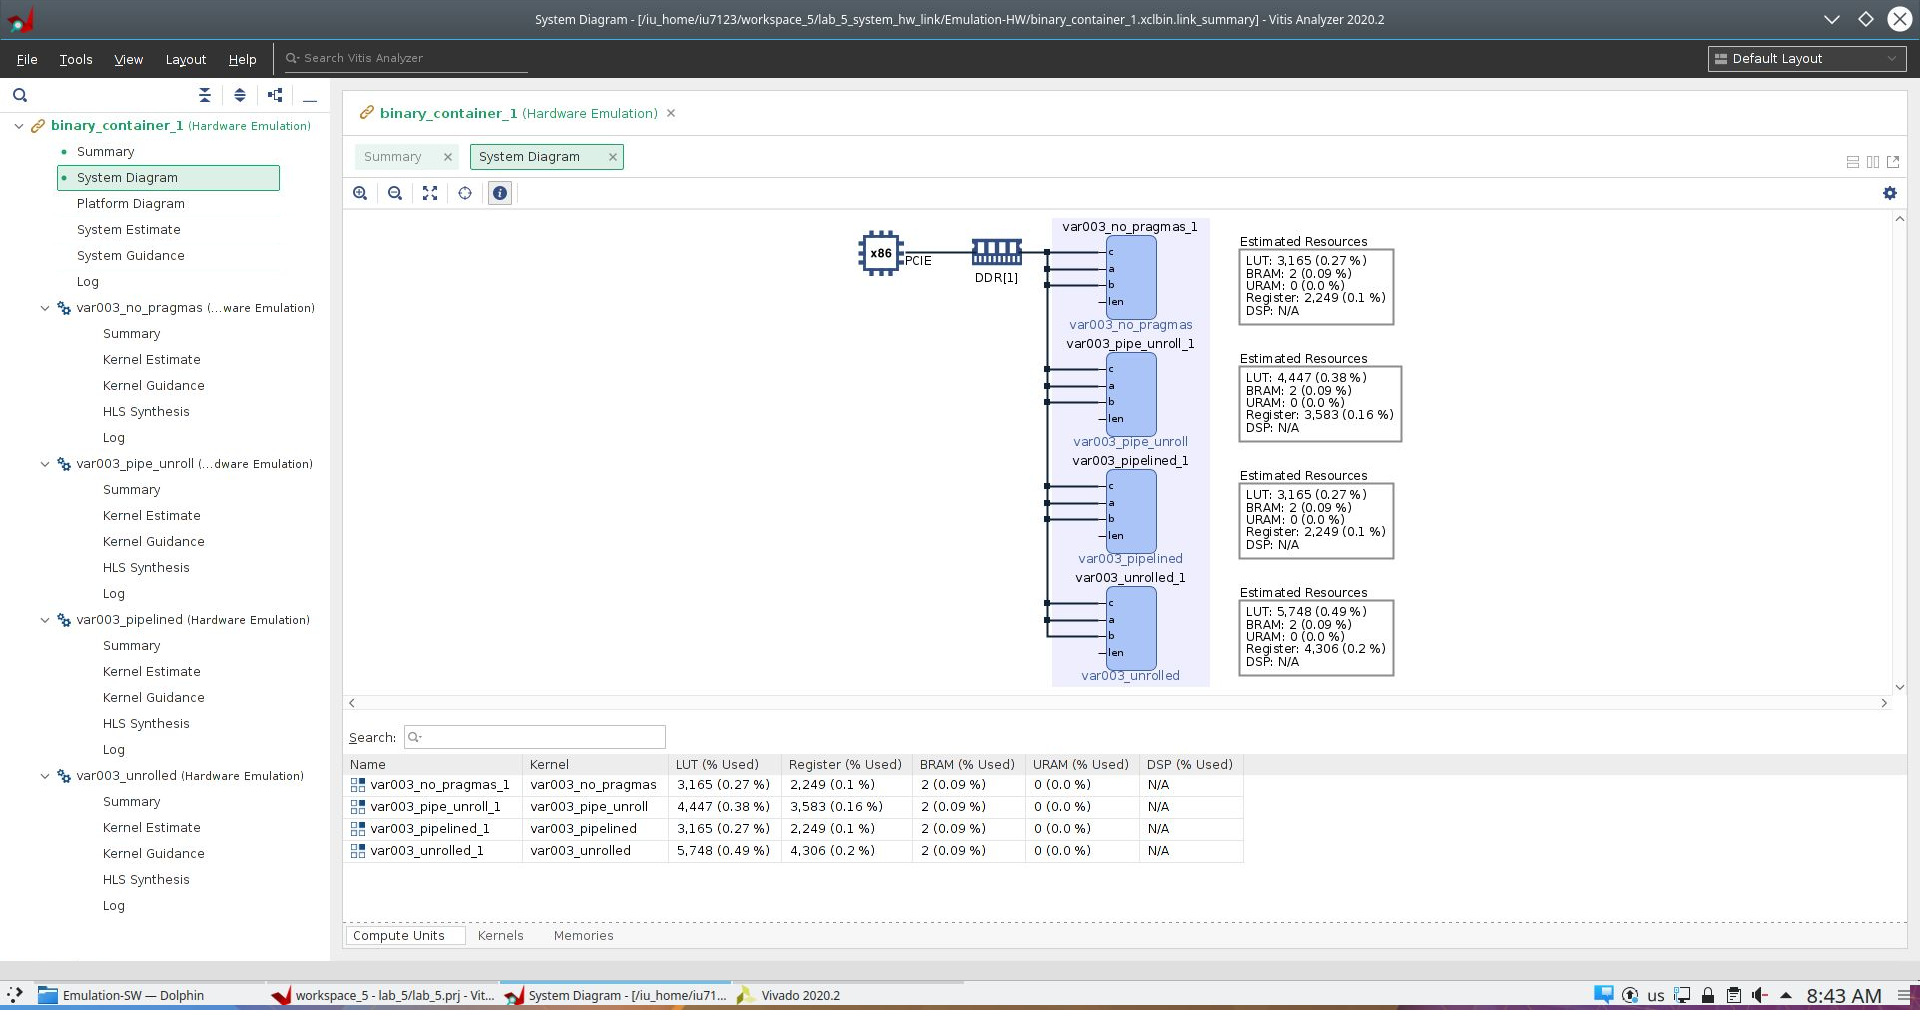 System Diagram - [/iu_home/iu7123/workspace_5/lab_5_system_hw_link/Emulation-HW/binary_container_1.xclbin.link_summary] - Vitis Analyzer 2020.2
File Tools View Layout Help Search Vitis Analyzer Default Layout
binary_container_1 (Hardware Emulation)
Summary
System Diagram
Platform Diagram
System Estimate
System Guidance
Log
var003_no_pragmas (...ware Emulation)
Summary
Kernel Estimate
Kernel Guidance
HLS Synthesis
Log
var003_pipe_unroll (...dware Emulation)
Summary
Kernel Estimate
Kernel Guidance
HLS Synthesis
Log
var003_pipelined (Hardware Emulation)
Summary
Kernel Estimate
Kernel Guidance
HLS Synthesis
Log
var003_unrolled (Hardware Emulation)
Summary
Kernel Estimate
Kernel Guidance
HLS Synthesis
Log
binary_container_1 (Hardware Emulation)
Summary System Diagram
x86
PCIE
DDR[1]
var003_no_pragmas_1
c
a
b
len
var003_no_pragmas
Estimated Resources
LUT: 3,165 (0.27 %)
BRAM: 2 (0.09 %)
URAM: 0 (0.0 %)
Register: 2,249 (0.1 %)
DSP: N/A
var003_pipe_unroll_1
c
a
b
len
var003_pipe_unroll
Estimated Resources
LUT: 4,447 (0.38 %)
BRAM: 2 (0.09 %)
URAM: 0 (0.0 %)
Register: 3,583 (0.16 %)
DSP: N/A
var003_pipelined_1
c
a
b
len
var003_pipelined
Estimated Resources
LUT: 3,165 (0.27 %)
BRAM: 2 (0.09 %)
URAM: 0 (0.0 %)
Register: 2,249 (0.1 %)
DSP: N/A
var003_unrolled_1
c
a
b
len
var003_unrolled
Estimated Resources
LUT: 5,748 (0.49 %)
BRAM: 2 (0.09 %)
URAM: 0 (0.0 %)
Register: 4,306 (0.2 %)
DSP: N/A
Search:
Name Kernel LUT (% Used) Register (% Used) BRAM (% Used) URAM (% Used) DSP (% Used)
var003_no_pragmas_1 var003_no_pragmas 3,165 (0.27 %) 2,249 (0.1 %) 2 (0.09 %) 0 (0.0 %) N/A
var003_pipe_unroll_1 var003_pipe_unroll 4,447 (0.38 %) 3,583 (0.16 %) 2 (0.09 %) 0 (0.0 %) N/A
var003_pipelined_1 var003_pipelined 3,165 (0.27 %) 2,249 (0.1 %) 2 (0.09 %) 0 (0.0 %) N/A
var003_unrolled_1 var003_unrolled 5,748 (0.49 %) 4,306 (0.2 %) 2 (0.09 %) 0 (0.0 %) N/A
Compute Units Kernels Memories
Emulation-SW — Dolphin workspace_5 - lab_5/lab_5.prj - Vit... System Diagram - [/iu_home/iu71... Vivado 2020.2 us 8:43 AM